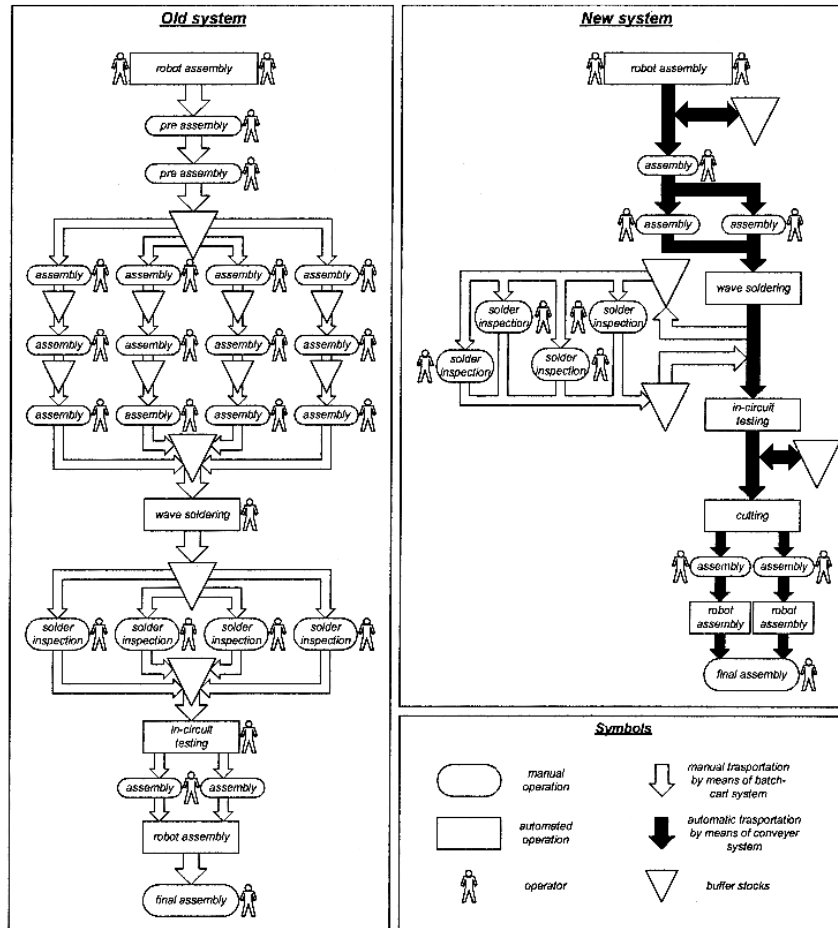 Old system
robot assembly
pre assembly
pre assembly
assembly assembly assembly assembly
assembly assembly assembly assembly
assembly assembly assembly assembly
wave soldering
solder solder solder solder
inspection inspection inspection inspection
in-circuit
testing
assembly assembly
robot assembly
final assembly
New system
robot assembly
assembly
assembly assembly
wave soldering
solder solder
inspection inspection
solder solder
inspection inspection
in-circuit
testing
cutting
assembly assembly
robot robot
assembly assembly
final assembly
Symbols
manual
operation
manual trasportation
by means of batch-
cart system
automated
operation
automatic trasportation
by means of conveyer
system
operator
buffer stocks